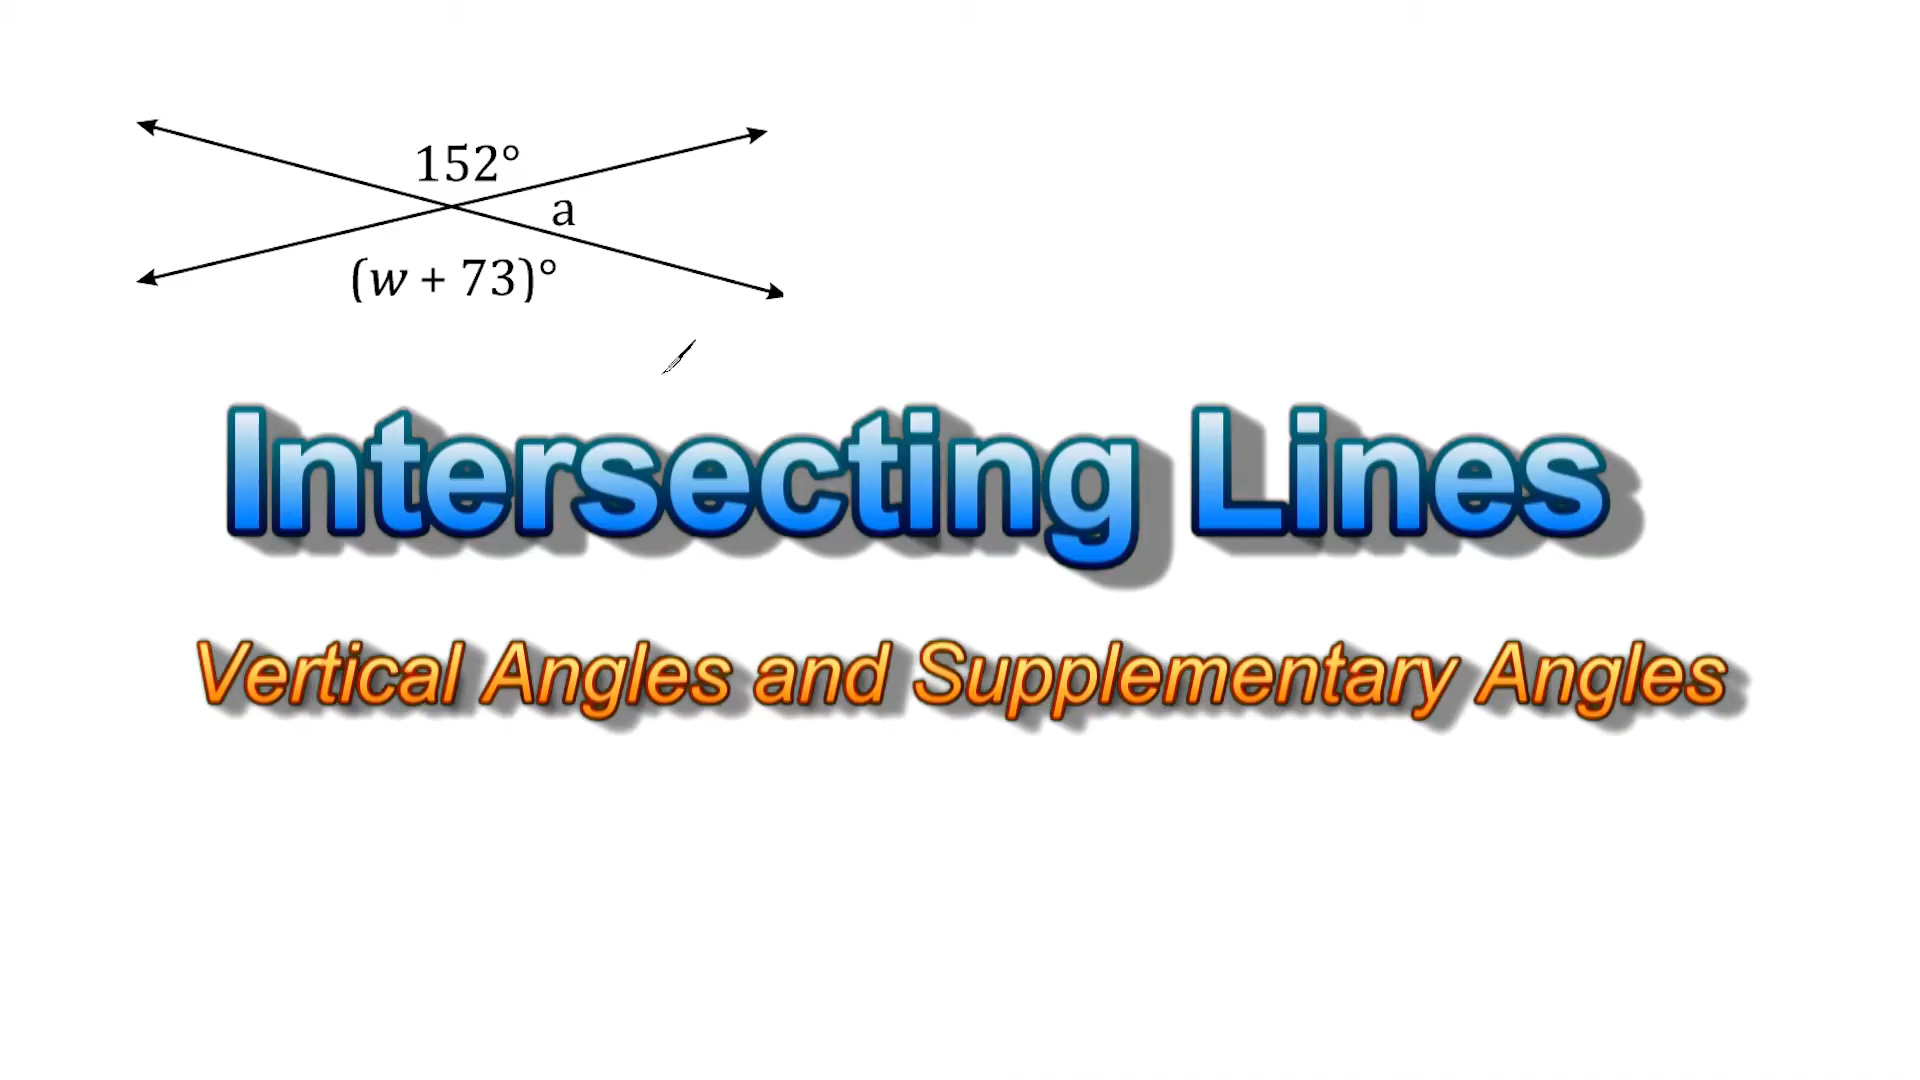 152°
a
(w + 73)°
Intersecting Lines
Vertical Angles and Supplementary Angles